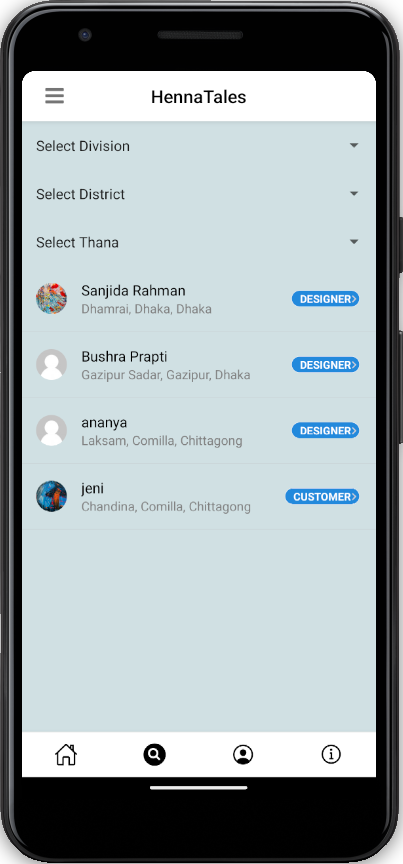 HennaTales
Select Division
Select District
Select Thana
Sanjida Rahman
Dhamrai, Dhaka, Dhaka
DESIGNER
Bushra Prapti
Gazipur Sadar, Gazipur, Dhaka
DESIGNER
ananya
Laksam, Comilla, Chittagong
DESIGNER
jeni
Chandina, Comilla, Chittagong
CUSTOMER